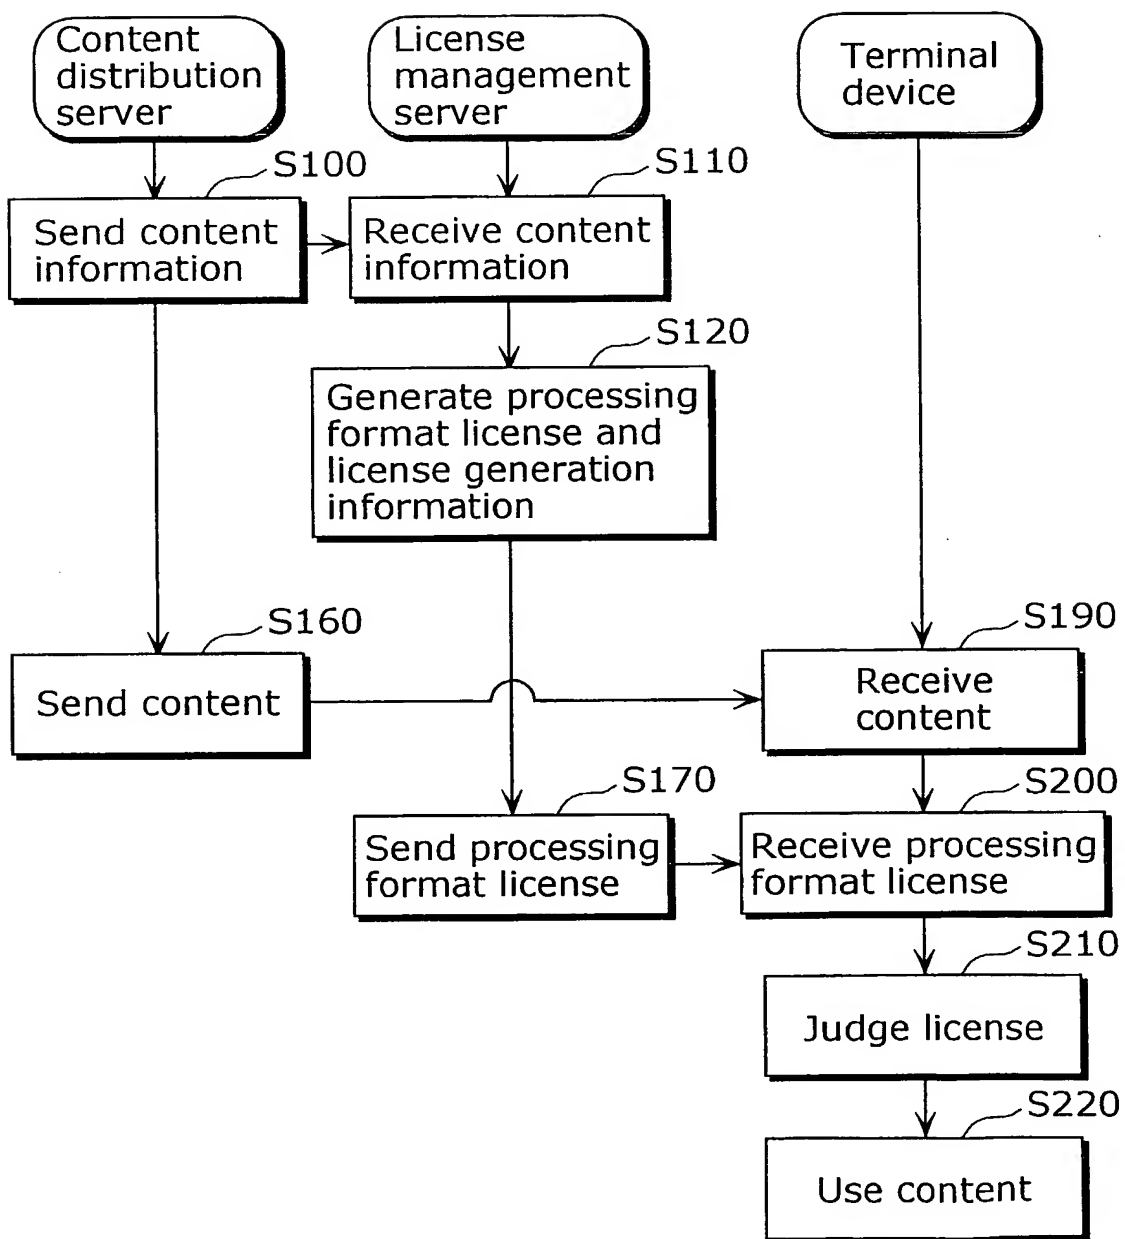 Content
distribution
server
License
management
server
Terminal
device
S100
S110
Send content
information
Receive content
information
S120
Generate processing
format license and
license generation
information
S160
S190
Send content
Receive
content
S170
S200
Send processing
format license
Receive processing
format license
S210
Judge license
S220
Use content